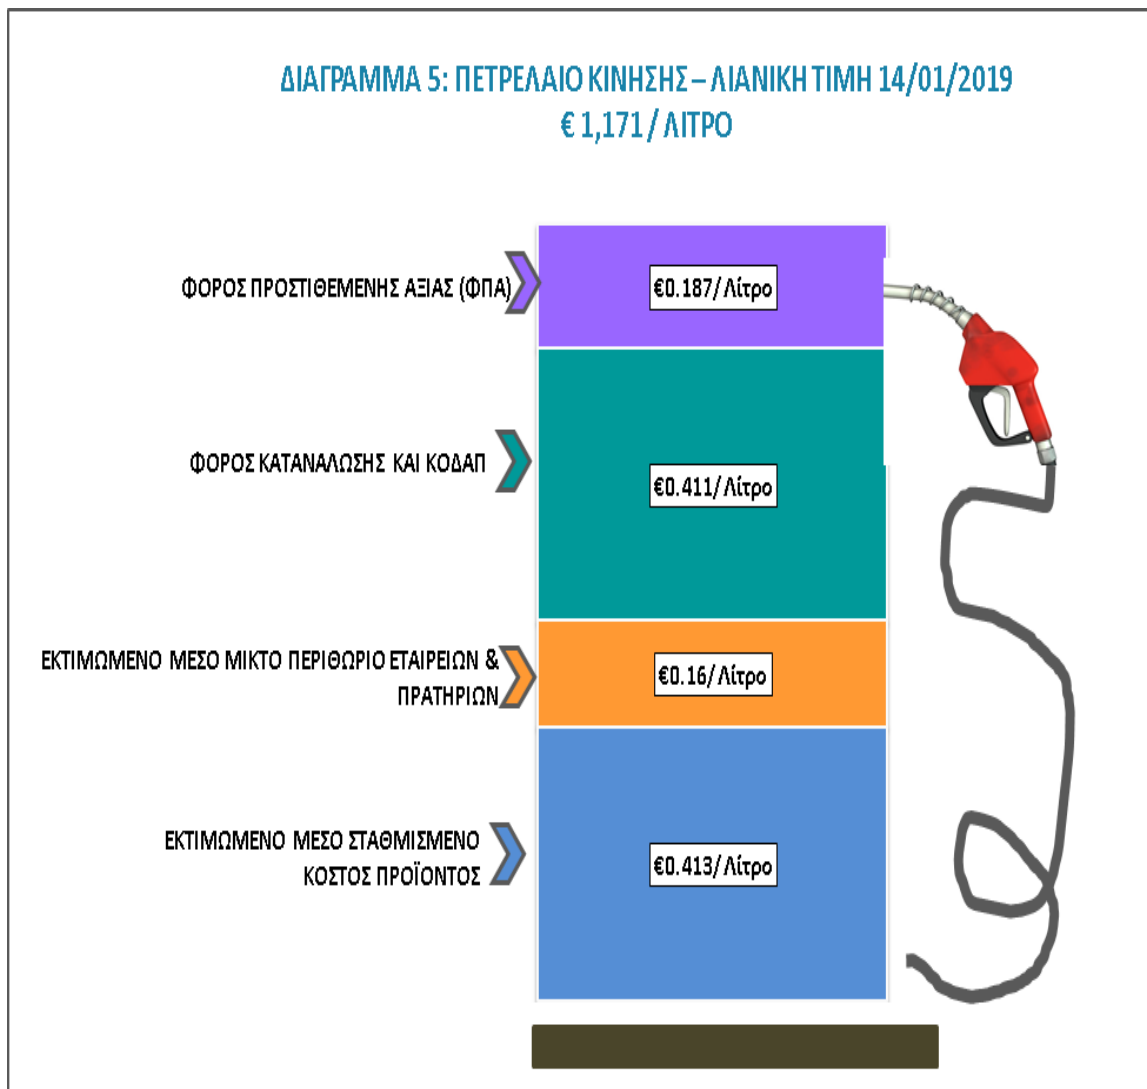 ΔΙΑΓΡΑΜΜΑ 5: ΠΕΤΡΕΛΑΙΟ ΚΙΝΗΣΗΣ – ΛΙΑΝΙΚΗ ΤΙΜΗ 14/01/2019
€ 1,171 / ΛΙΤΡΟ
ΦΟΡΟΣ ΠΡΟΣΤΙΘΕΜΕΝΗΣ ΑΞΙΑΣ (ΦΠΑ)
€0.187/ Λίτρο
ΦΟΡΟΣ ΚΑΤΑΝΑΛΩΣΗΣ ΚΑΙ ΚΟΔΑΠ
€0.411/ Λίτρο
ΕΚΤΙΜΩΜΕΝΟ ΜΕΣΟ ΜΙΚΤΟ ΠΕΡΙΘΩΡΙΟ ΕΤΑΙΡΕΙΩΝ &
ΠΡΑΤΗΡΙΩΝ
€0.16/ Λίτρο
ΕΚΤΙΜΩΜΕΝΟ ΜΕΣΟ ΣΤΑΘΜΙΣΜΕΝΟ
ΚΟΣΤΟΣ ΠΡΟΪΟΝΤΟΣ
€0.413/ Λίτρο